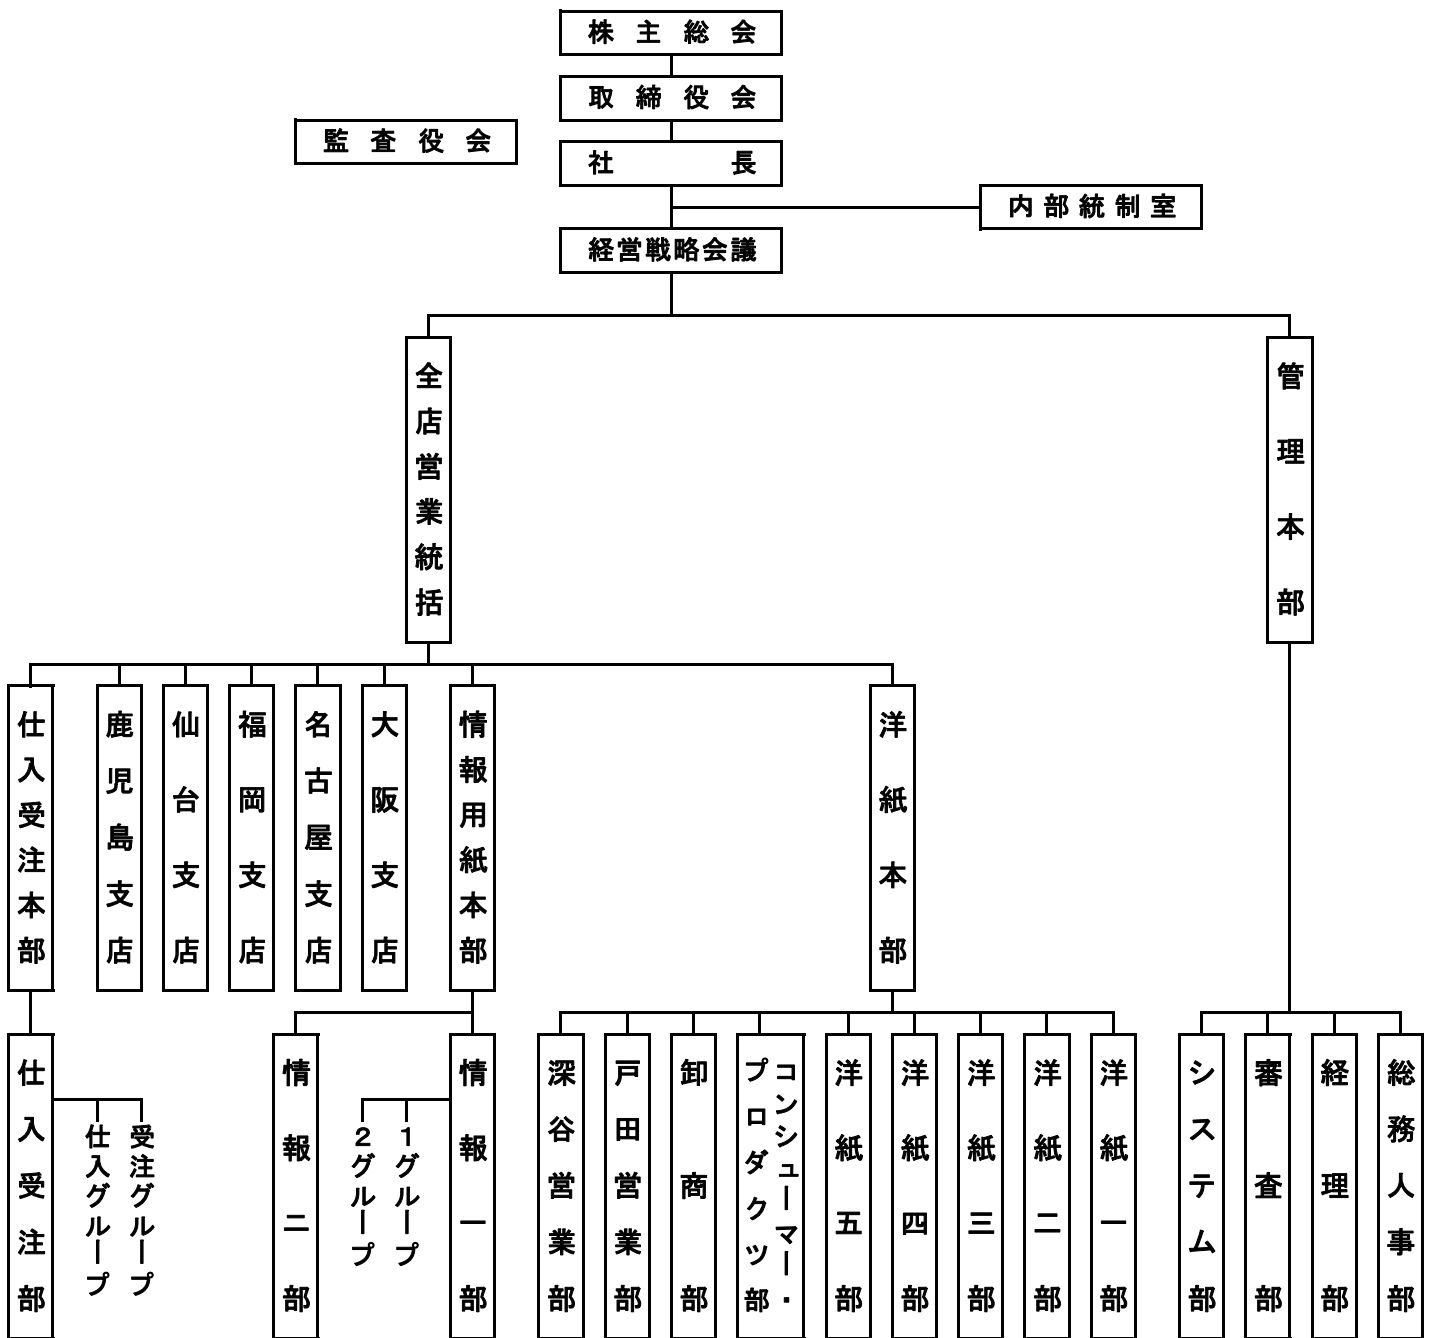 株主総会
取締役会
監査役会
社長
内部統制室
経営戦略会議
全店営業統括
管理本部
仕入受注本部
鹿児島支店
仙台支店
福岡支店
名古屋支店
大阪支店
情報用紙本部
洋紙本部
仕入受注部
仕入グループ
受注グループ
情報二部
2グループ
1グループ
情報一部
深谷営業部
戸田営業部
卸商部
コンシューマー・
プロダクツ部
洋紙五部
洋紙四部
洋紙三部
洋紙二部
洋紙一部
システム部
審査部
経理部
総務人事部